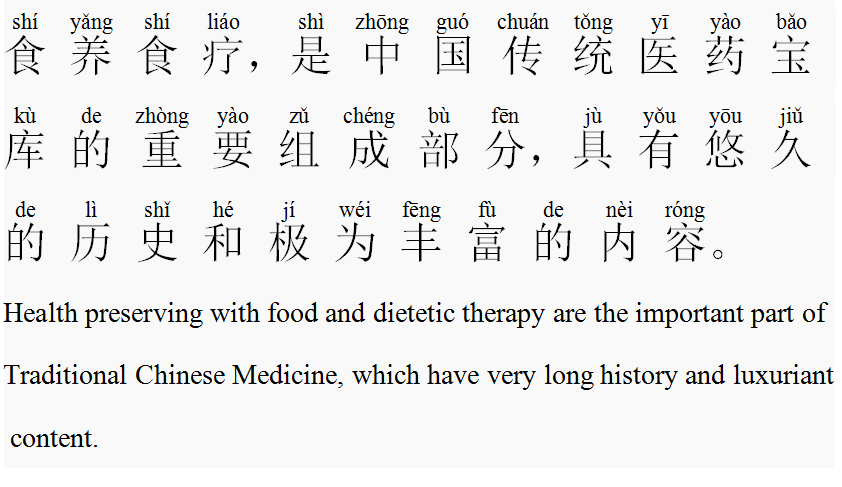 shí yǎng shí liáo shì zhōng guó chuán tǒng yī yào bǎo
食养食疗，是中国传统医药宝
kù de zhòng yào zǔ chéng bù fēn jù yǒu yōu jiǔ
库的重要组成部分，具有悠久
de lì shǐ hé jí wéi fēng fù de nèi róng
的历史和极为丰富的内容。
Health preserving with food and dietetic therapy are the important part of
Traditional Chinese Medicine, which have very long history and luxuriant
content.